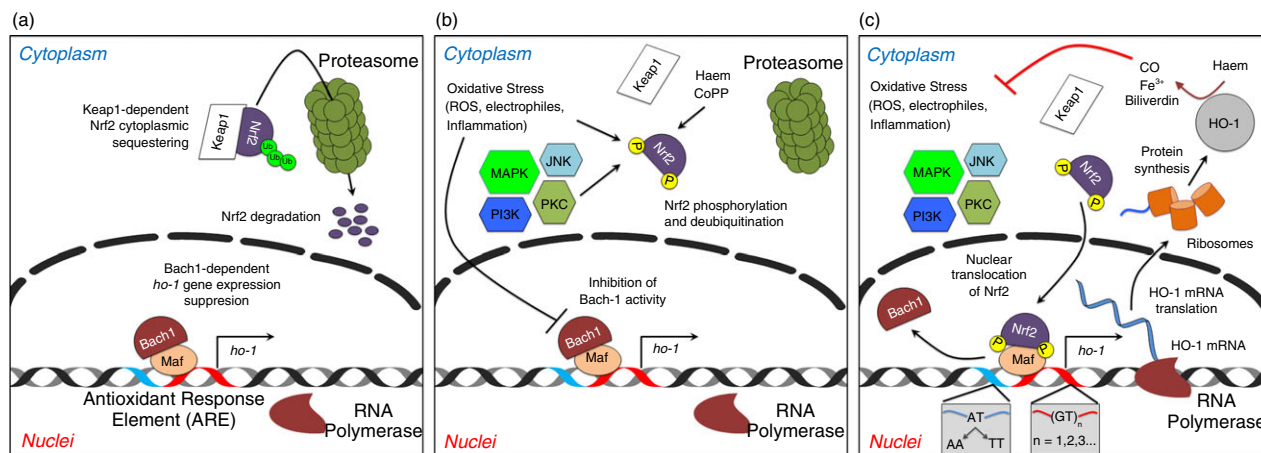 (a)
Cytoplasm
Proteasome
Keap1-dependent
Nrf2 cytoplasmic
sequestering
Keap1
Nrf2
Ub
Ub
Ub
Nrf2 degradation
Bach1-dependent
ho-1 gene expression
suppresion
Bach1
Maf
ho-1
Antioxidant Response
Element (ARE)
RNA
Polymerase
Nuclei
(b)
Cytoplasm
Proteasome
Keap1
Haem
CoPP
Oxidative Stress
(ROS, electrophiles,
Inflammation)
P
Nrf2
P
MAPK
JNK
PI3K
PKC
Nrf2 phosphorylation
and deubiquitination
Inhibition of
Bach-1 activity
Bach1
Maf
ho-1
RNA
Polymerase
Nuclei
(c)
Cytoplasm
CO
Fe³⁺
Biliverdin
Haem
HO-1
Oxidative Stress
(ROS, electrophiles,
Inflammation)
Keap1
Protein
synthesis
MAPK
JNK
PI3K
PKC
Nrf2
P
P
Ribosomes
Nuclear
translocation
of Nrf2
HO-1 mRNA
translation
Bach1
Nrf2
P
P
Maf
ho-1
HO-1 mRNA
RNA
Polymerase
AT
AA
TT
(GT)n
n = 1,2,3...
Nuclei